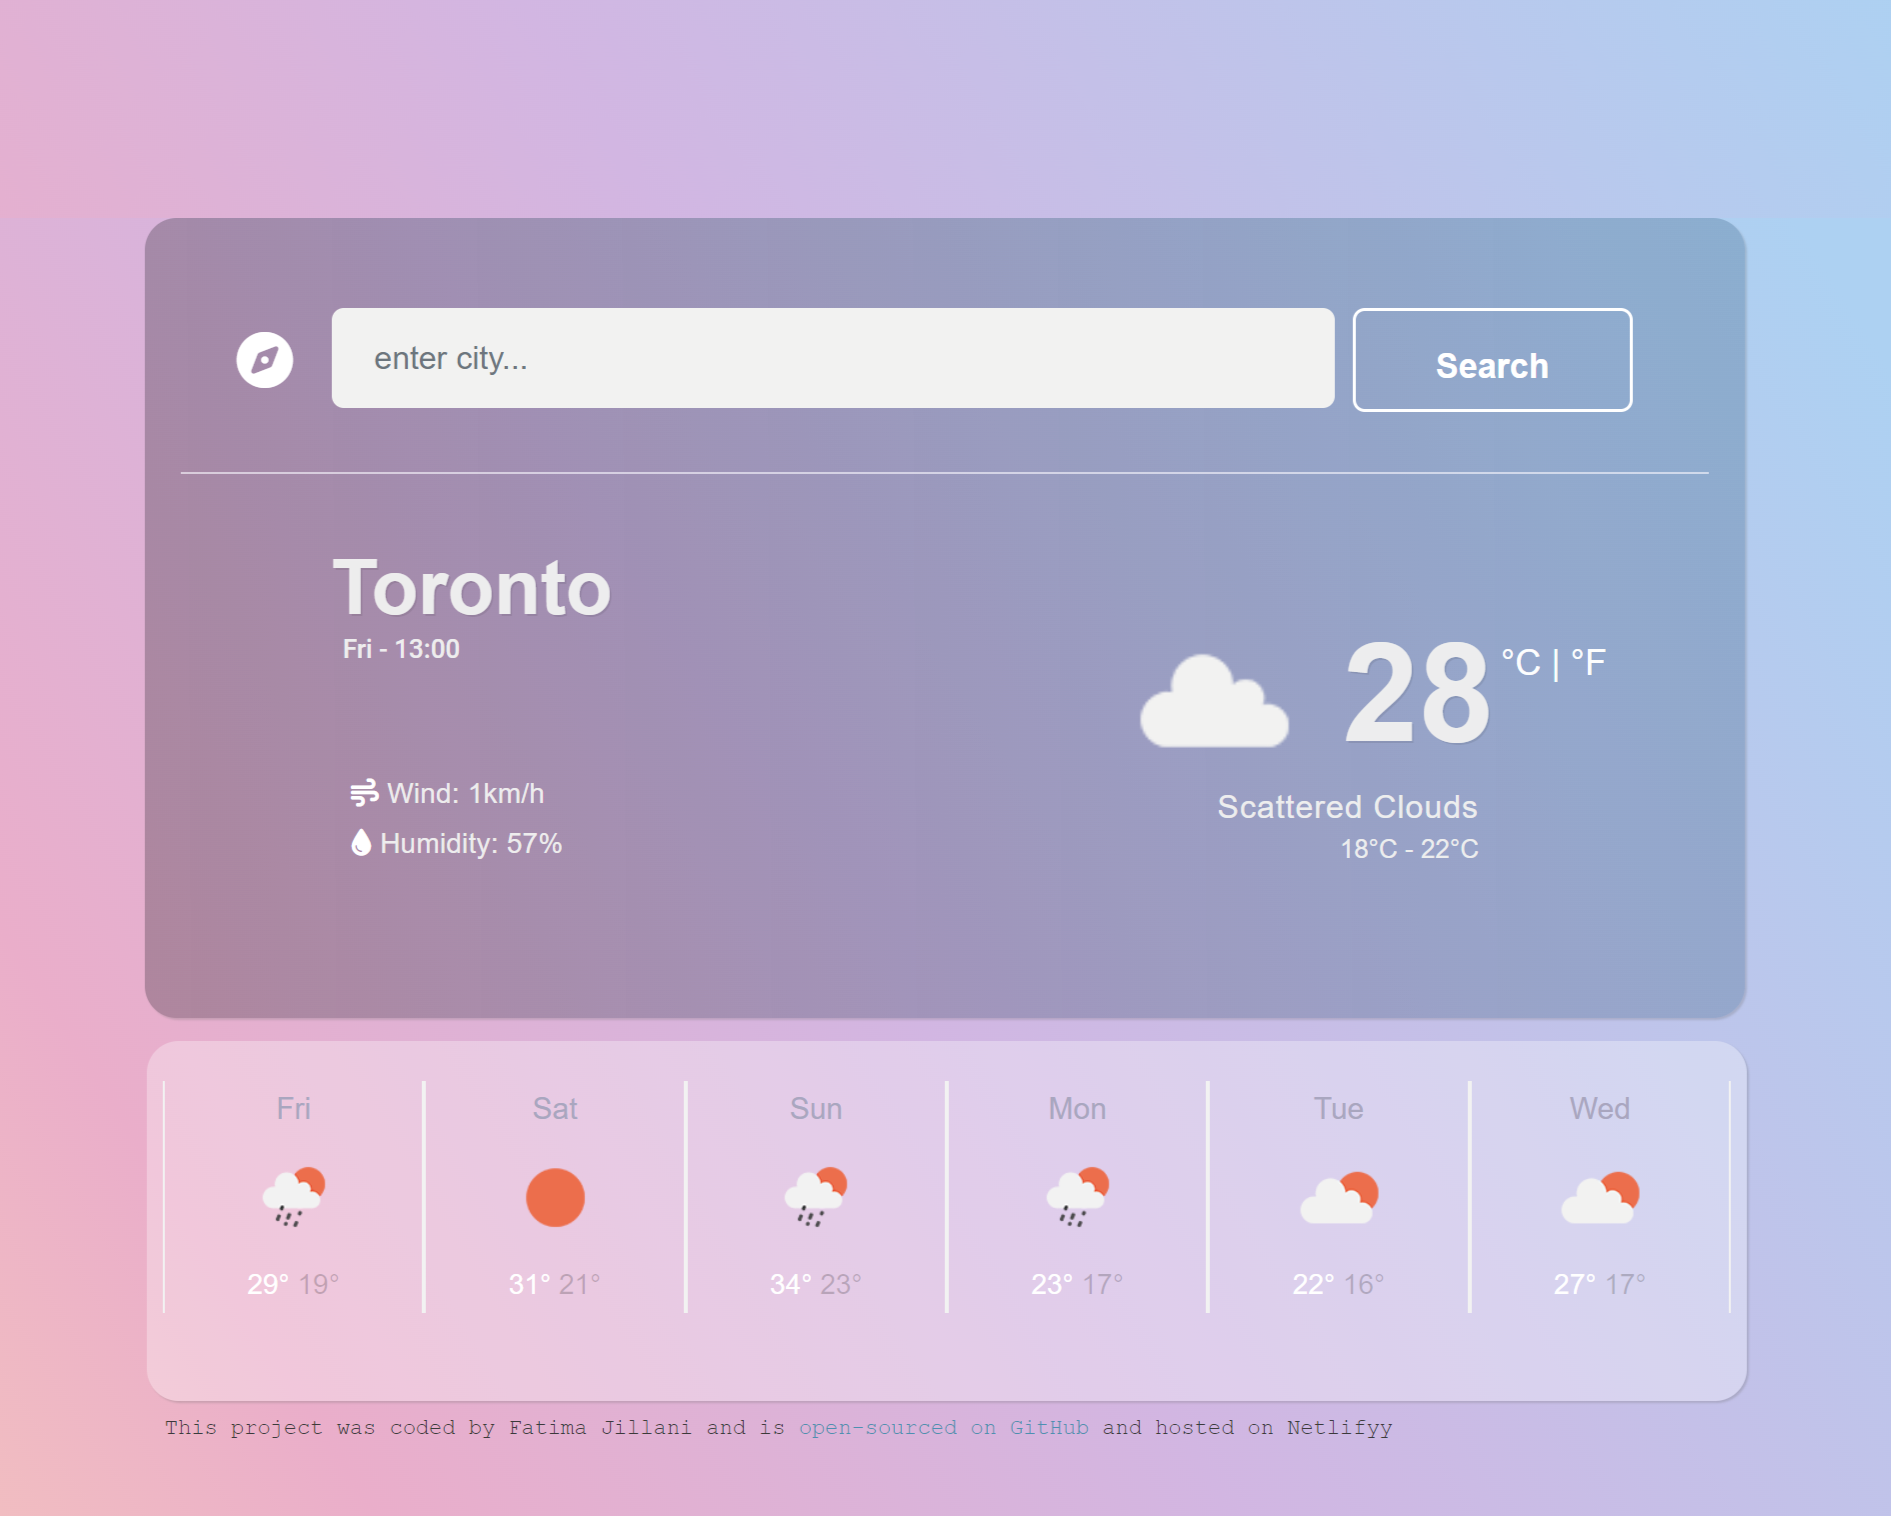 enter city...
Search
Toronto
Fri - 13:00
28 °C | °F
Wind: 1km/h
Humidity: 57%
Scattered Clouds
18°C - 22°C
Fri Sat Sun Mon Tue Wed
29° 19° 31° 21° 34° 23° 23° 17° 22° 16° 27° 17°
This project was coded by Fatima Jillani and is open-sourced on GitHub and hosted on Netlifyy